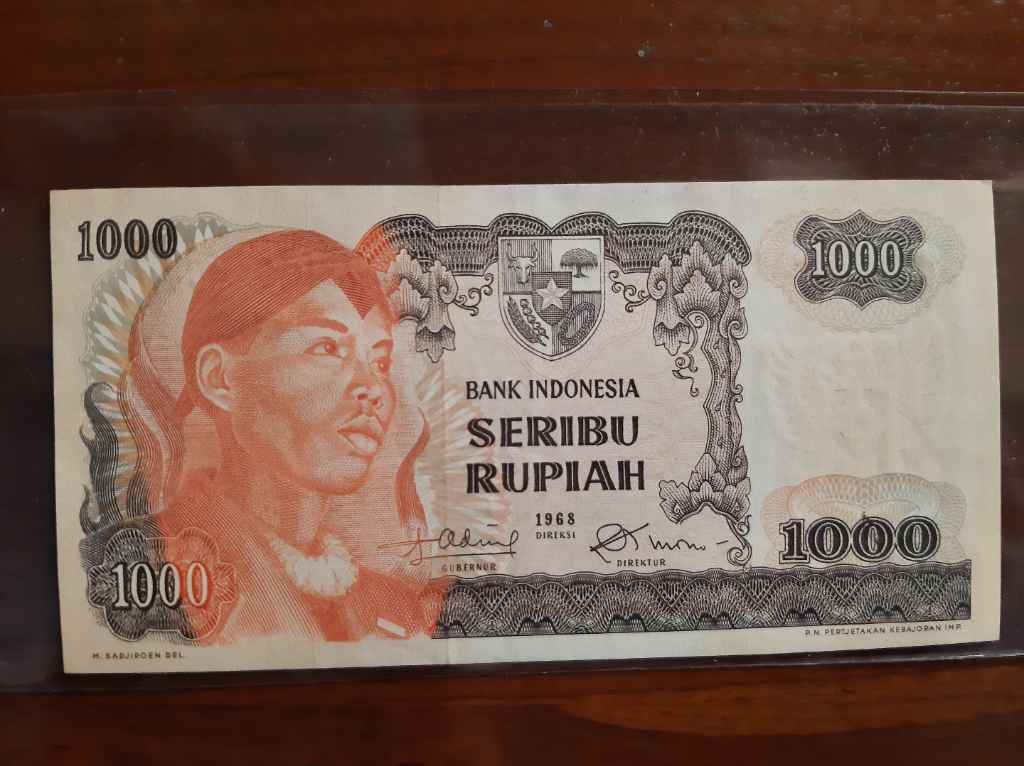 1000
1000
BANK INDONESIA
SERIBU
RUPIAH
1968
DIREKSI
GUBERNUR
DIREKTUR
1000
1000
M. SADJIROEN DEL.
P.N. PERTJETAKAN KEBAJORAN IMP.